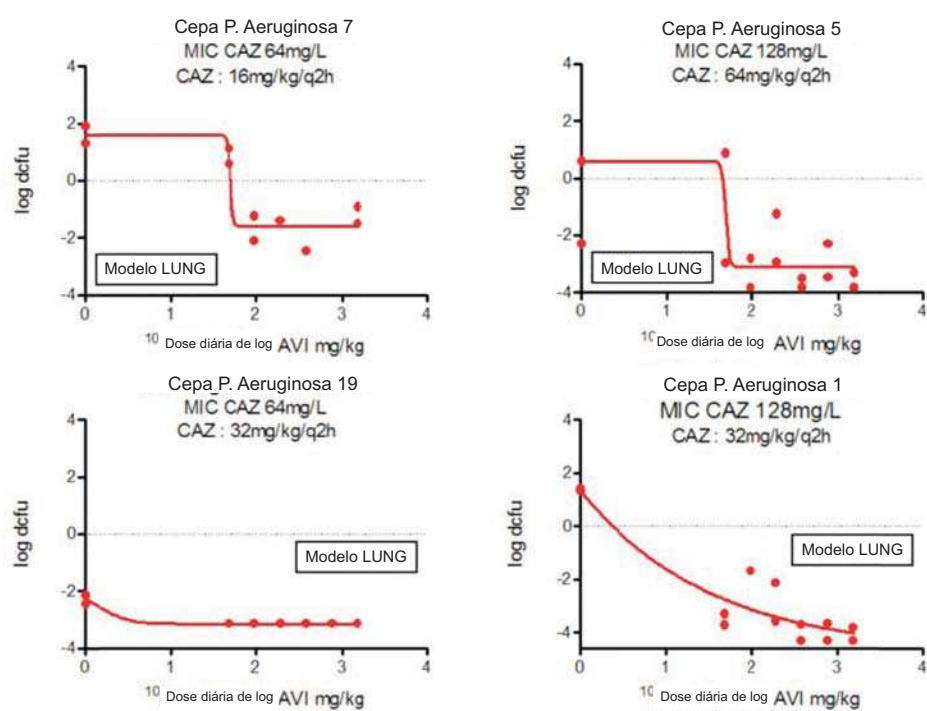 Cepa P. Aeruginosa 7
MIC CAZ 64mg/L
CAZ : 16mg/kg/q2h
4
2
0
-2
-4
log dcfu
Modelo LUNG
0 1 2 3 4
10 Dose diária de log AVI mg/kg
Cepa P. Aeruginosa 5
MIC CAZ 128mg/L
CAZ : 64mg/kg/q2h
4
2
0
-2
-4
log dcfu
Modelo LUNG
0 1 2 3 4
10 Dose diária de log AVI mg/kg
Cepa P. Aeruginosa 19
MIC CAZ 64mg/L
CAZ : 32mg/kg/q2h
4
2
0
-2
-4
log dcfu
Modelo LUNG
0 1 2 3 4
10 Dose diária de log AVI mg/kg
Cepa P. Aeruginosa 1
MIC CAZ 128mg/L
CAZ : 32mg/kg/q2h
4
2
0
-2
-4
log dcfu
Modelo LUNG
0 1 2 3 4
10 Dose diária de log AVI mg/kg